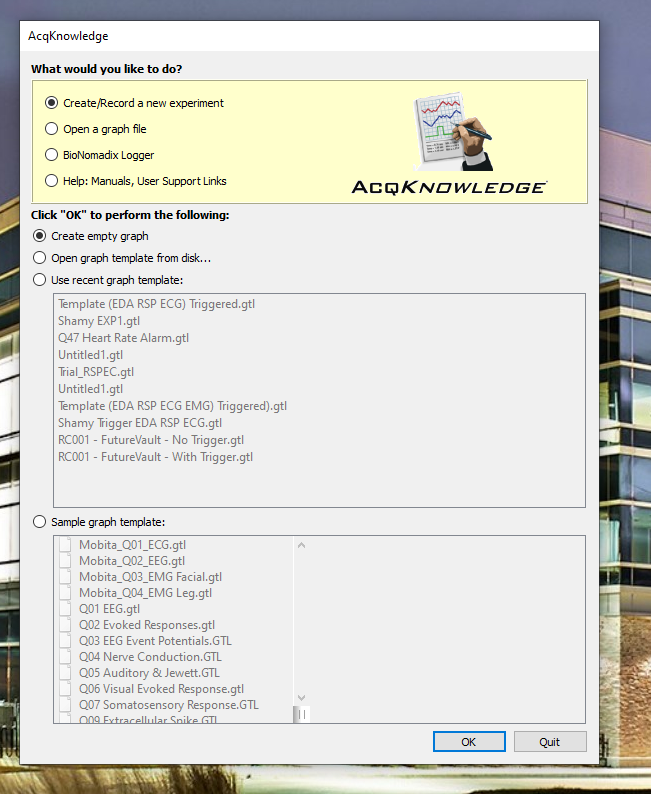 AcqKnowledge
What would you like to do?
Create/Record a new experiment
Open a graph file
BioNomadix Logger
Help: Manuals, User Support Links
ACQKNOWLEDGE
Click "OK" to perform the following:
Create empty graph
Open graph template from disk...
Use recent graph template:
Template (EDA RSP ECG) Triggered.gtl
Shamy EXP1.gtl
Q47 Heart Rate Alarm.gtl
Untitled1.gtl
Trial_RSPEC.gtl
Untitled1.gtl
Template (EDA RSP ECG EMG) Triggered).gtl
Shamy Trigger EDA RSP ECG.gtl
RC001 - FutureVault - No Trigger.gtl
RC001 - FutureVault - With Trigger.gtl
Sample graph template:
Mobita_Q01_ECG.gtl
Mobita_Q02_EEG.gtl
Mobita_Q03_EMG Facial.gtl
Mobita_Q04_EMG Leg.gtl
Q01 EEG.gtl
Q02 Evoked Responses.gtl
Q03 EEG Event Potentials.GTL
Q04 Nerve Conduction.GTL
Q05 Auditory & Jewett.GTL
Q06 Visual Evoked Response.gtl
Q07 Somatosensory Response.GTL
Q09 Extracellular Spike.GTL
OK
Quit